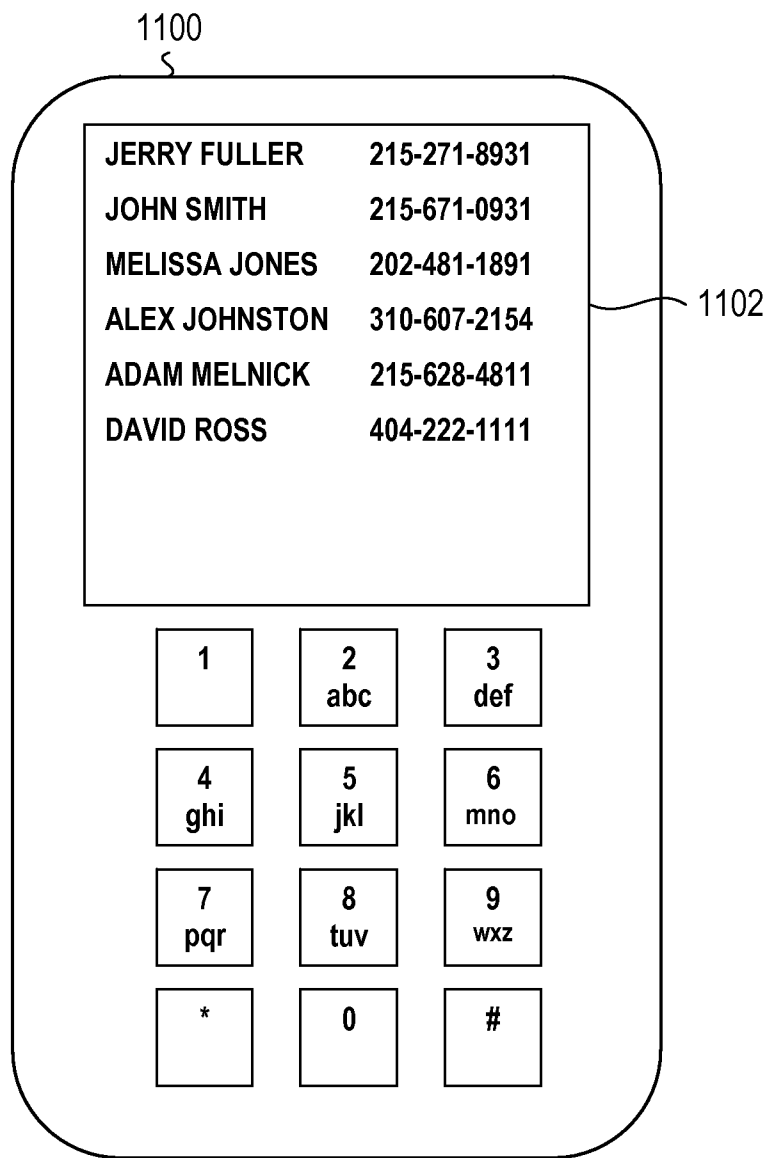 1100
JERRY FULLER 215-271-8931
JOHN SMITH 215-671-0931
MELISSA JONES 202-481-1891
1102
ALEX JOHNSTON 310-607-2154
ADAM MELNICK 215-628-4811
DAVID ROSS 404-222-1111
1 2 3
abc def
4 5 6
ghi jkl mno
7 8 9
pqr tuv wxz
* 0 #